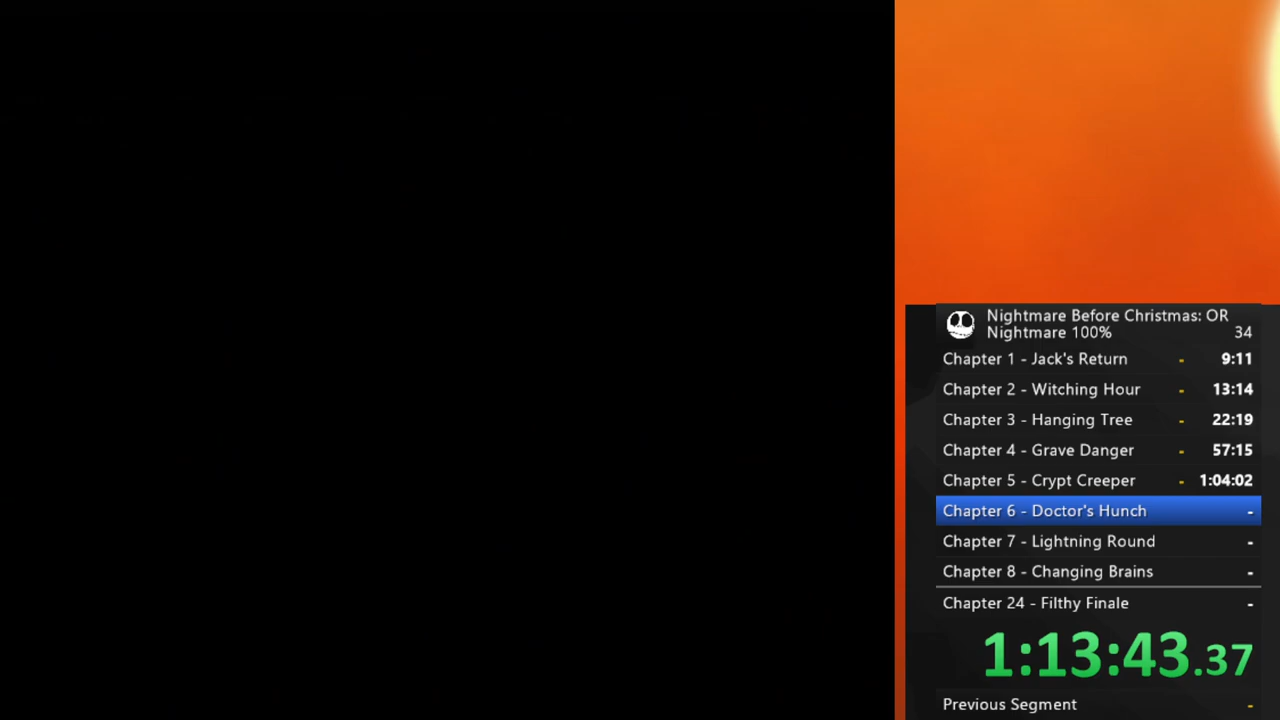 Nightmare Before Christmas: OR
Nightmare 100% 34
Chapter 1 - Jack's Return - 9:11
Chapter 2 - Witching Hour - 13:14
Chapter 3 - Hanging Tree - 22:19
Chapter 4 - Grave Danger - 57:15
Chapter 5 - Crypt Creeper - 1:04:02
Chapter 6 - Doctor's Hunch -
Chapter 7 - Lightning Round -
Chapter 8 - Changing Brains -
Chapter 24 - Filthy Finale -
1:13:43.37
Previous Segment -